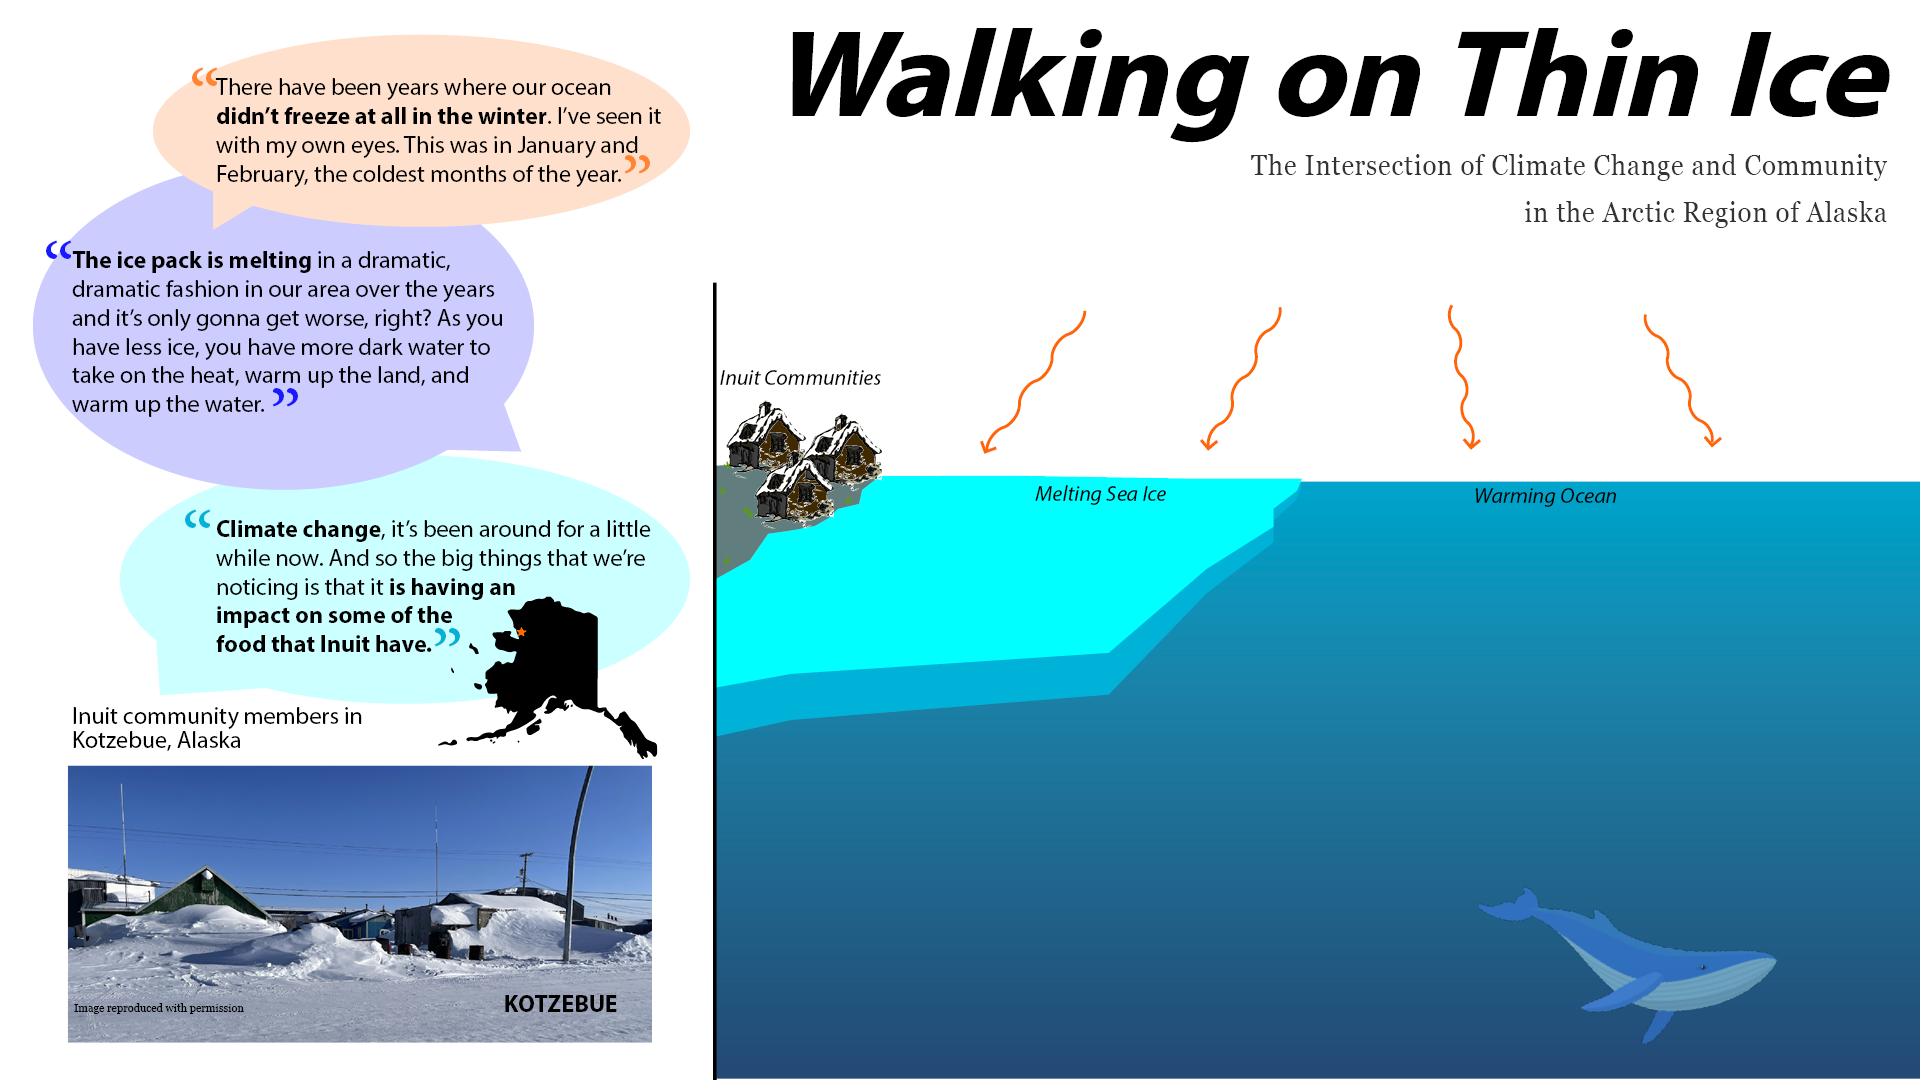 Walking on Thin Ice
The Intersection of Climate Change and Community
in the Arctic Region of Alaska
“There have been years where our ocean
didn’t freeze at all in the winter. I’ve seen it
with my own eyes. This was in January and
February, the coldest months of the year.”
“The ice pack is melting in a dramatic,
dramatic fashion in our area over the years
and it’s only gonna get worse, right? As you
have less ice, you have more dark water to
take on the heat, warm up the land, and
warm up the water.”
“Climate change, it’s been around for a little
while now. And so the big things that we’re
noticing is that it is having an
impact on some of the
food that Inuit have.”
Inuit community members in
Kotzebue, Alaska
Image reproduced with permission
KOTZEBUE
Inuit Communities
Melting Sea Ice
Warming Ocean